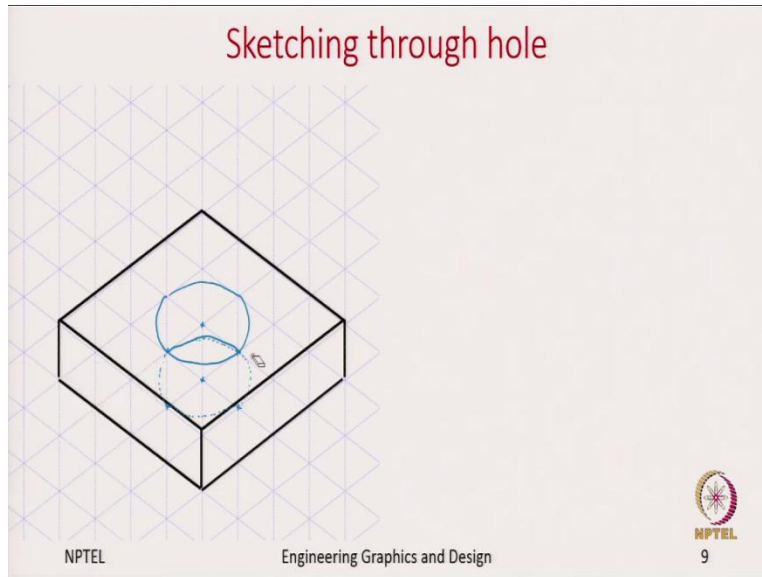 Sketching through hole
NPTEL
NPTEL
Engineering Graphics and Design
9